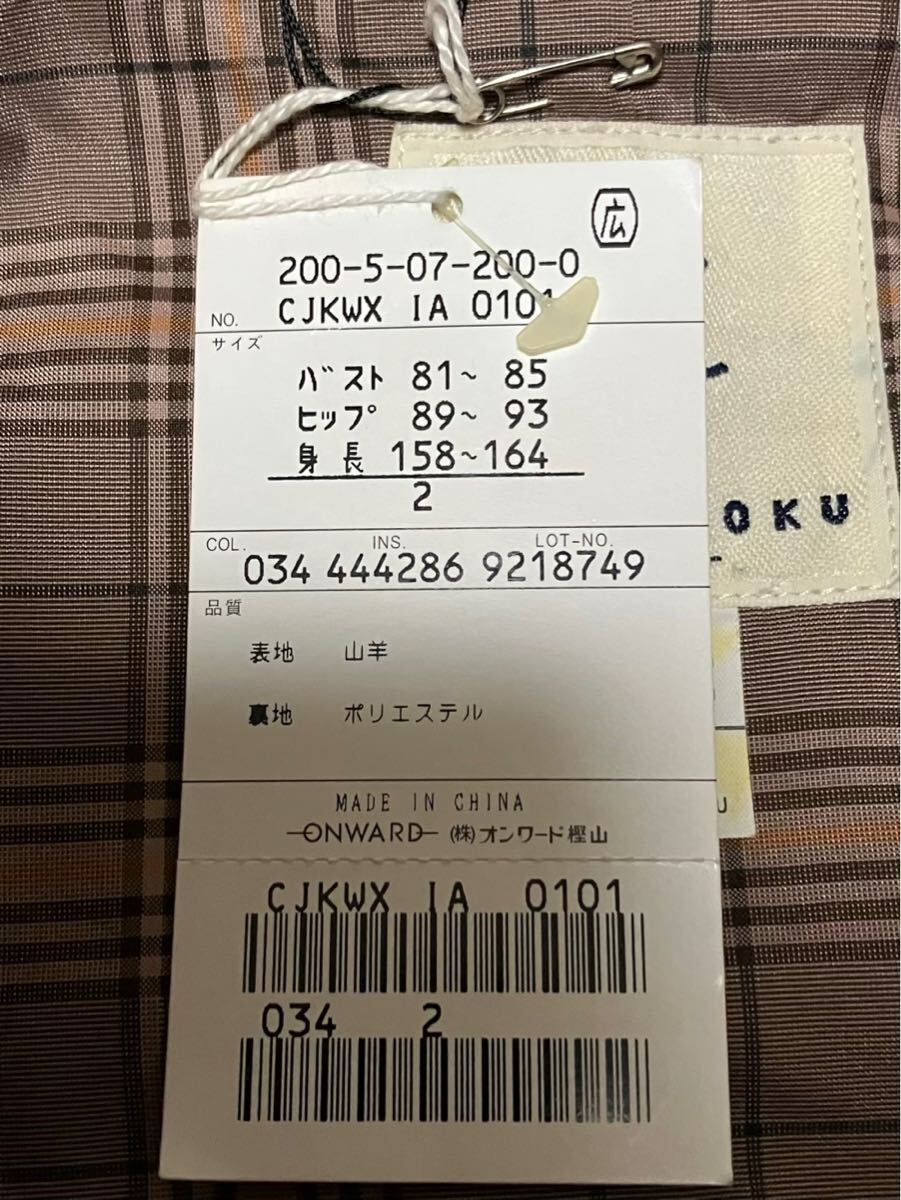 広
200-5-07-200-0
NO. CJKWX IA 0101
サイズ
バスト 81~ 85
ヒップ 89~ 93
身長 158~164
2
COL. INS. LOT-NO.
034 444286 9218749
品質
表地 山羊
裏地 ポリエステル
MADE IN CHINA
ONWARD (株)オンワード樫山
CJKWX IA 0101
034 2
OKU
U